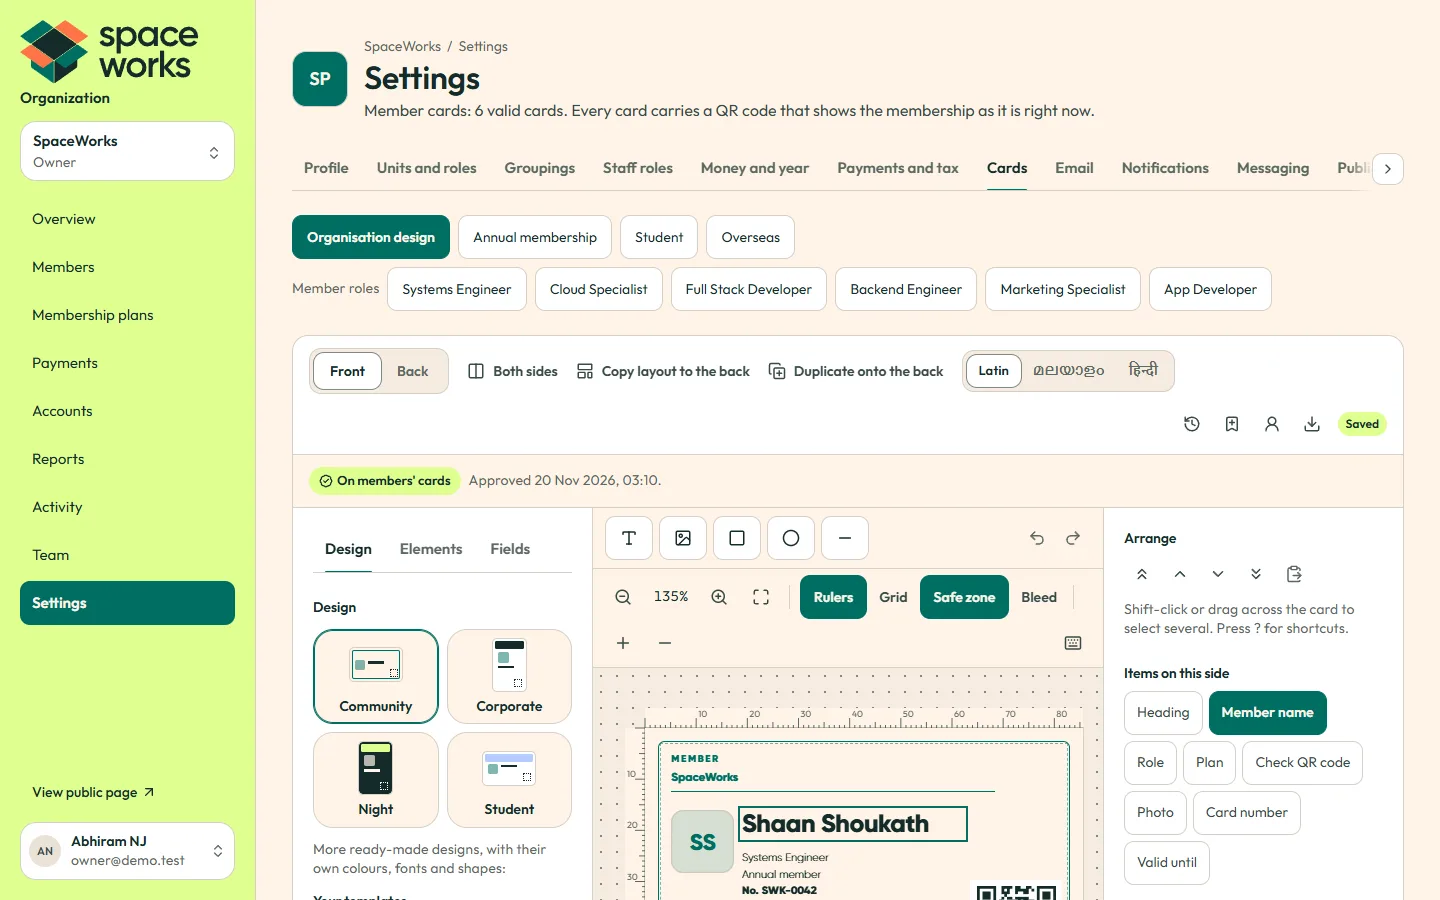 space
works
Organization
SpaceWorks
Owner
Overview
Members
Membership plans
Payments
Accounts
Reports
Activity
Team
Settings
View public page
AN
Abhiram NJ
owner@demo.test
SP
SpaceWorks / Settings
Settings
Member cards: 6 valid cards. Every card carries a QR code that shows the membership as it is right now.
Profile Units and roles Groupings Staff roles Money and year Payments and tax Cards Email Notifications Messaging Publi
Organisation design Annual membership Student Overseas
Member roles Systems Engineer Cloud Specialist Full Stack Developer Backend Engineer Marketing Specialist App Developer
Front Back Both sides Copy layout to the back Duplicate onto the back Latin മലയാളം हिन्दी
Saved
On members' cards Approved 20 Nov 2026, 03:10.
Design Elements Fields
Design
Community Corporate
Night Student
More ready-made designs, with their
own colours, fonts and shapes:
Your templates
135% Rulers Grid Safe zone Bleed
10 20 30 40 50 60 70 80
10
20
30
MEMBER
SpaceWorks
SS
Shaan Shoukath
Systems Engineer
Annual member
No. SWK-0042
Arrange
Shift-click or drag across the card to
select several. Press ? for shortcuts.
Items on this side
Heading Member name
Role Plan Check QR code
Photo Card number
Valid until